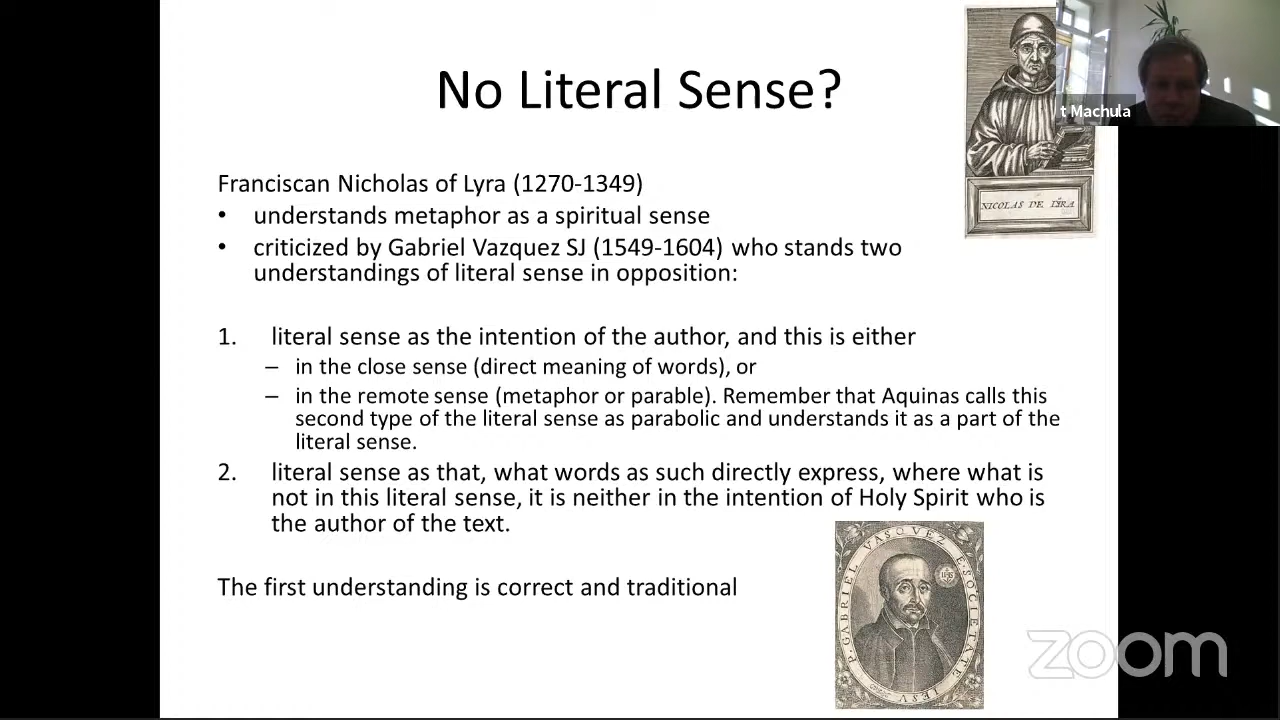 No Literal Sense?
t Machula
NICOLAS DE LIRA
Franciscan Nicholas of Lyra (1270-1349)
• understands metaphor as a spiritual sense
• criticized by Gabriel Vazquez SJ (1549-1604) who stands two
understandings of literal sense in opposition:
1. literal sense as the intention of the author, and this is either
– in the close sense (direct meaning of words), or
– in the remote sense (metaphor or parable). Remember that Aquinas calls this
second type of the literal sense as parabolic and understands it as a part of the
literal sense.
2. literal sense as that, what words as such directly express, where what is
not in this literal sense, it is neither in the intention of Holy Spirit who is
the author of the text.
The first understanding is correct and traditional
P. GABRIEL VASQVEZ E SOCIETATE IESV
IHS
zoom